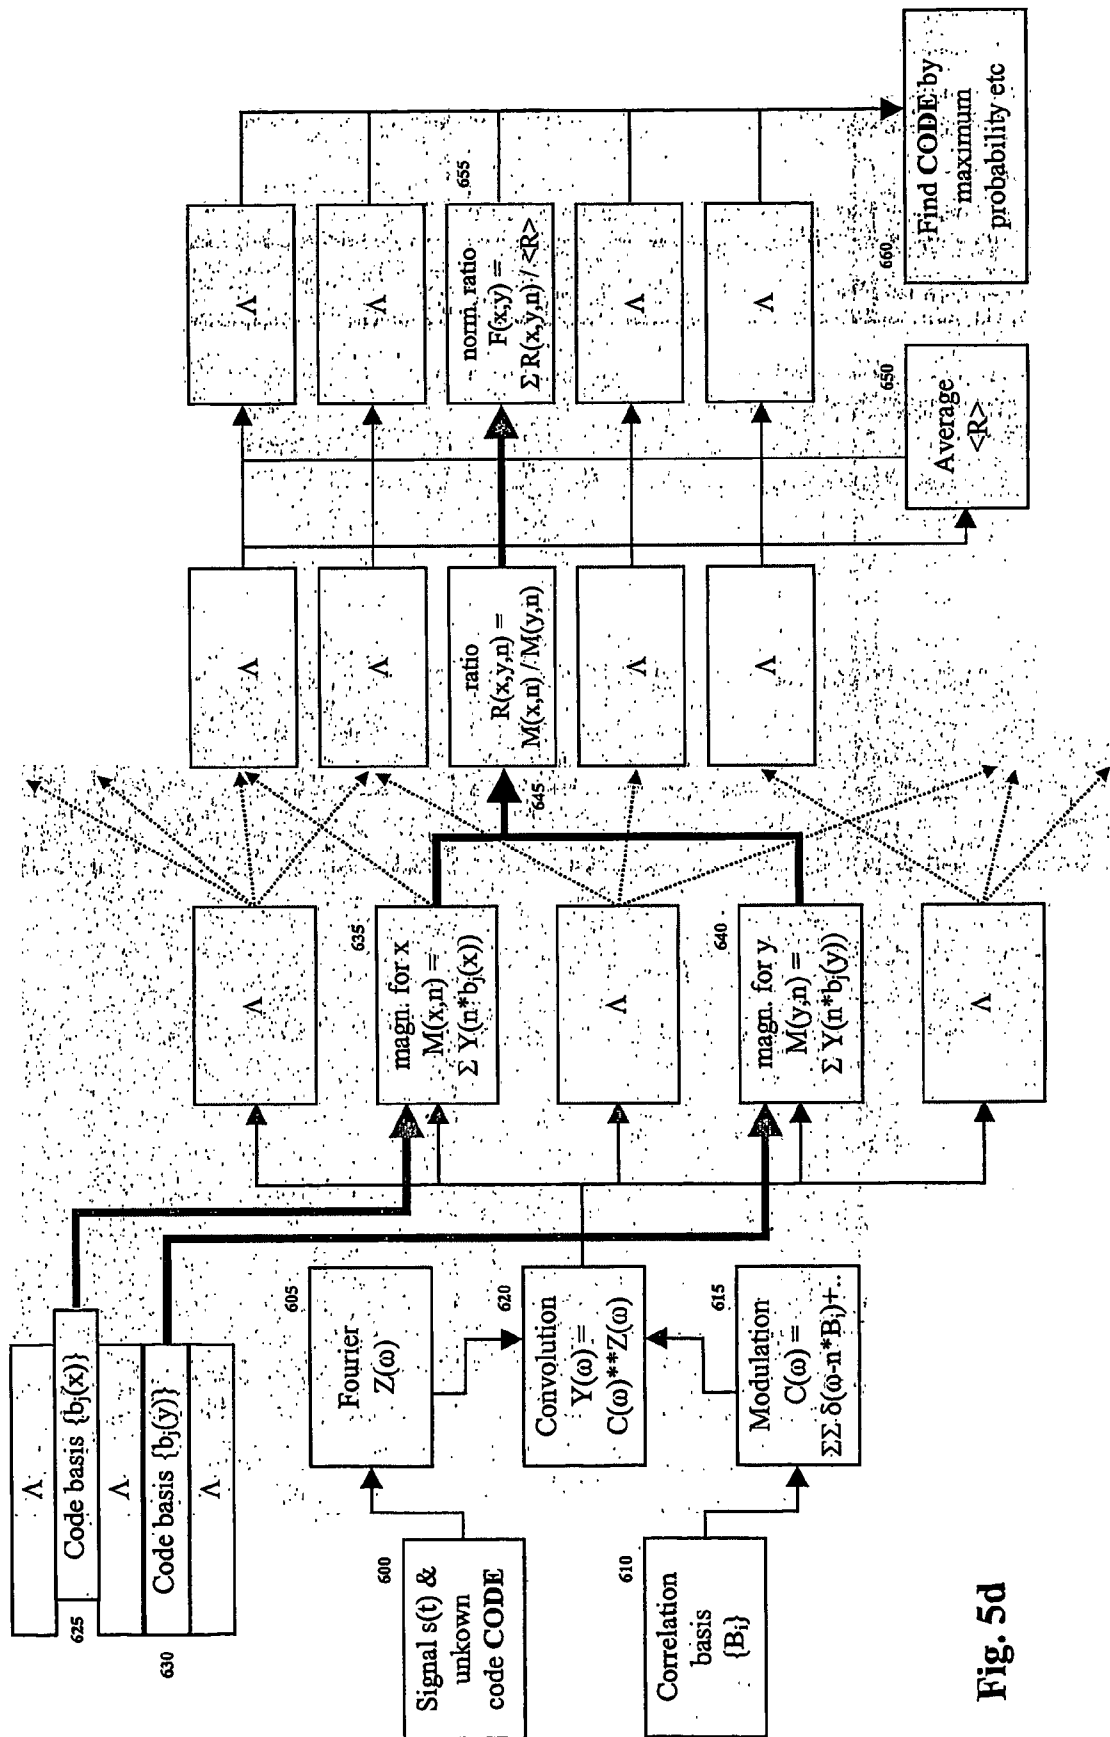 Λ
Code basis {bj(x)}
625
Λ
Code basis {bj(y)}
630
Λ
600
Signal s(t) &
unkown
code CODE
605
Fourier
Z(ω)
610
Correlation
basis
{Bi}
615
Modulation
C(ω) =
ΣΣ δ(ω-n*Bi)+..
620
Convolution
Y(ω) =
C(ω)**Z(ω)
Λ
635
magn. for x
M(x,n) =
Σ Y(n*bj(x))
Λ
640
magn. for y
M(y,n) =
Σ Y(n*bj(y))
Λ
645
Λ
Λ
ratio
R(x,y,n) =
M(x,n) / M(y,n)
Λ
Λ
650
Average
<R>
655
Λ
Λ
norm. ratio
F(x,y) =
Σ R(x,y,n) / <R>
Λ
Λ
660
Find CODE by
maximum
probability etc
Fig. 5d